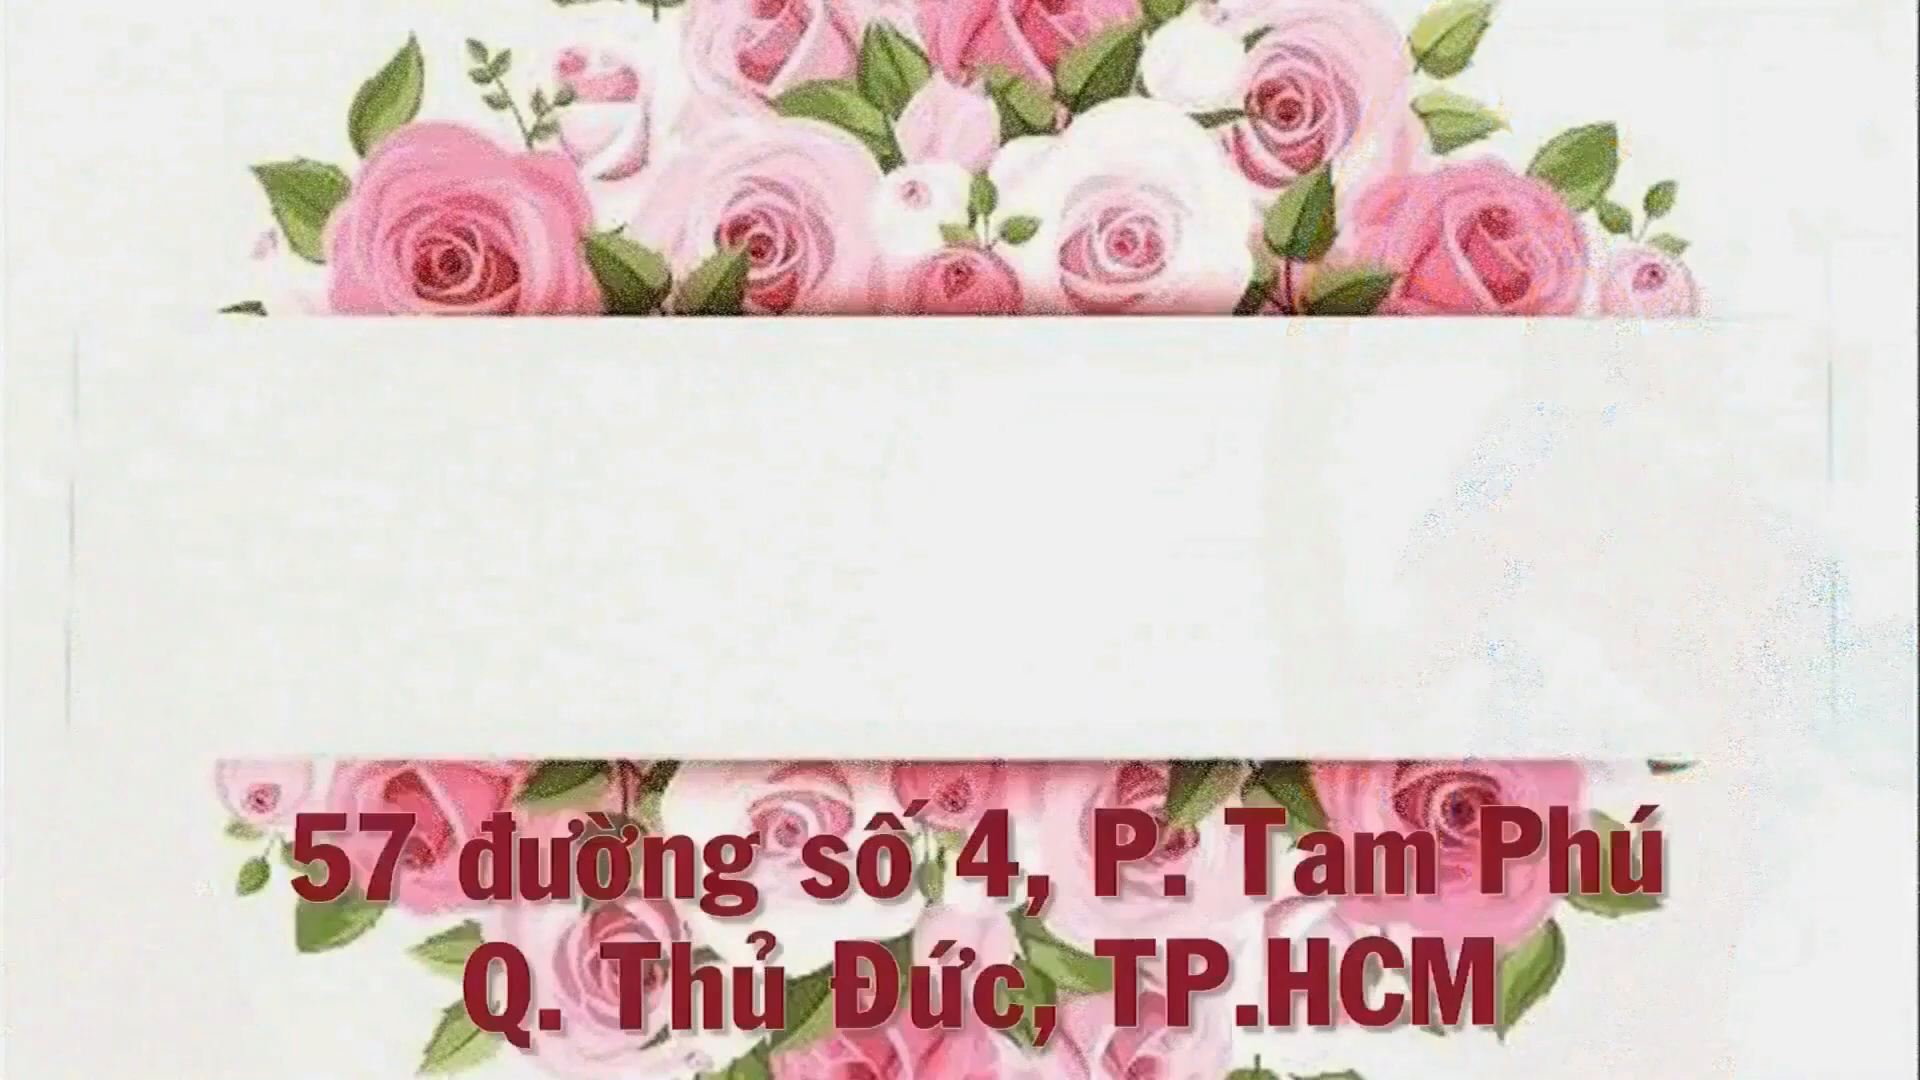 57 đường số 4, P. Tam Phú
Q. Thủ Đức, TP.HCM